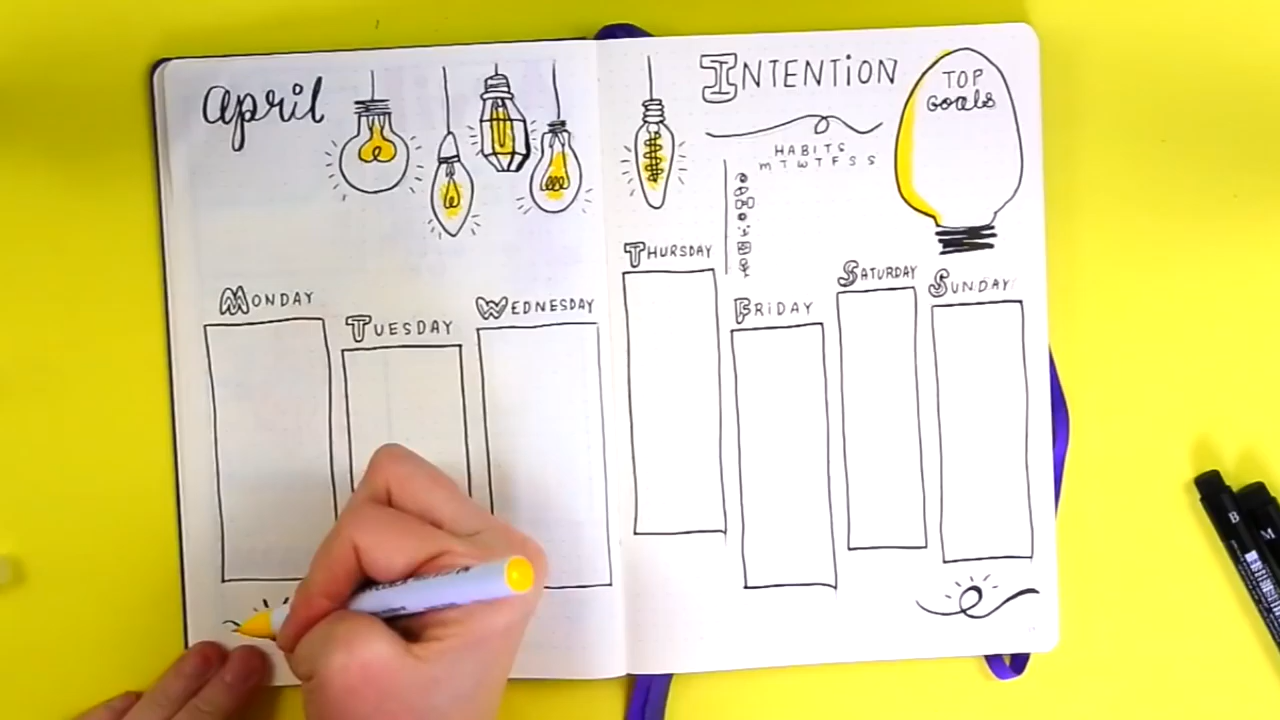 april
MONDAY
TUESDAY
WEDNESDAY
INTENTiON
HABITS
M T W T F S S
TOP
Goals
THURSDAY
FRiDAY
SATURDAY
SUNDAY
B
M